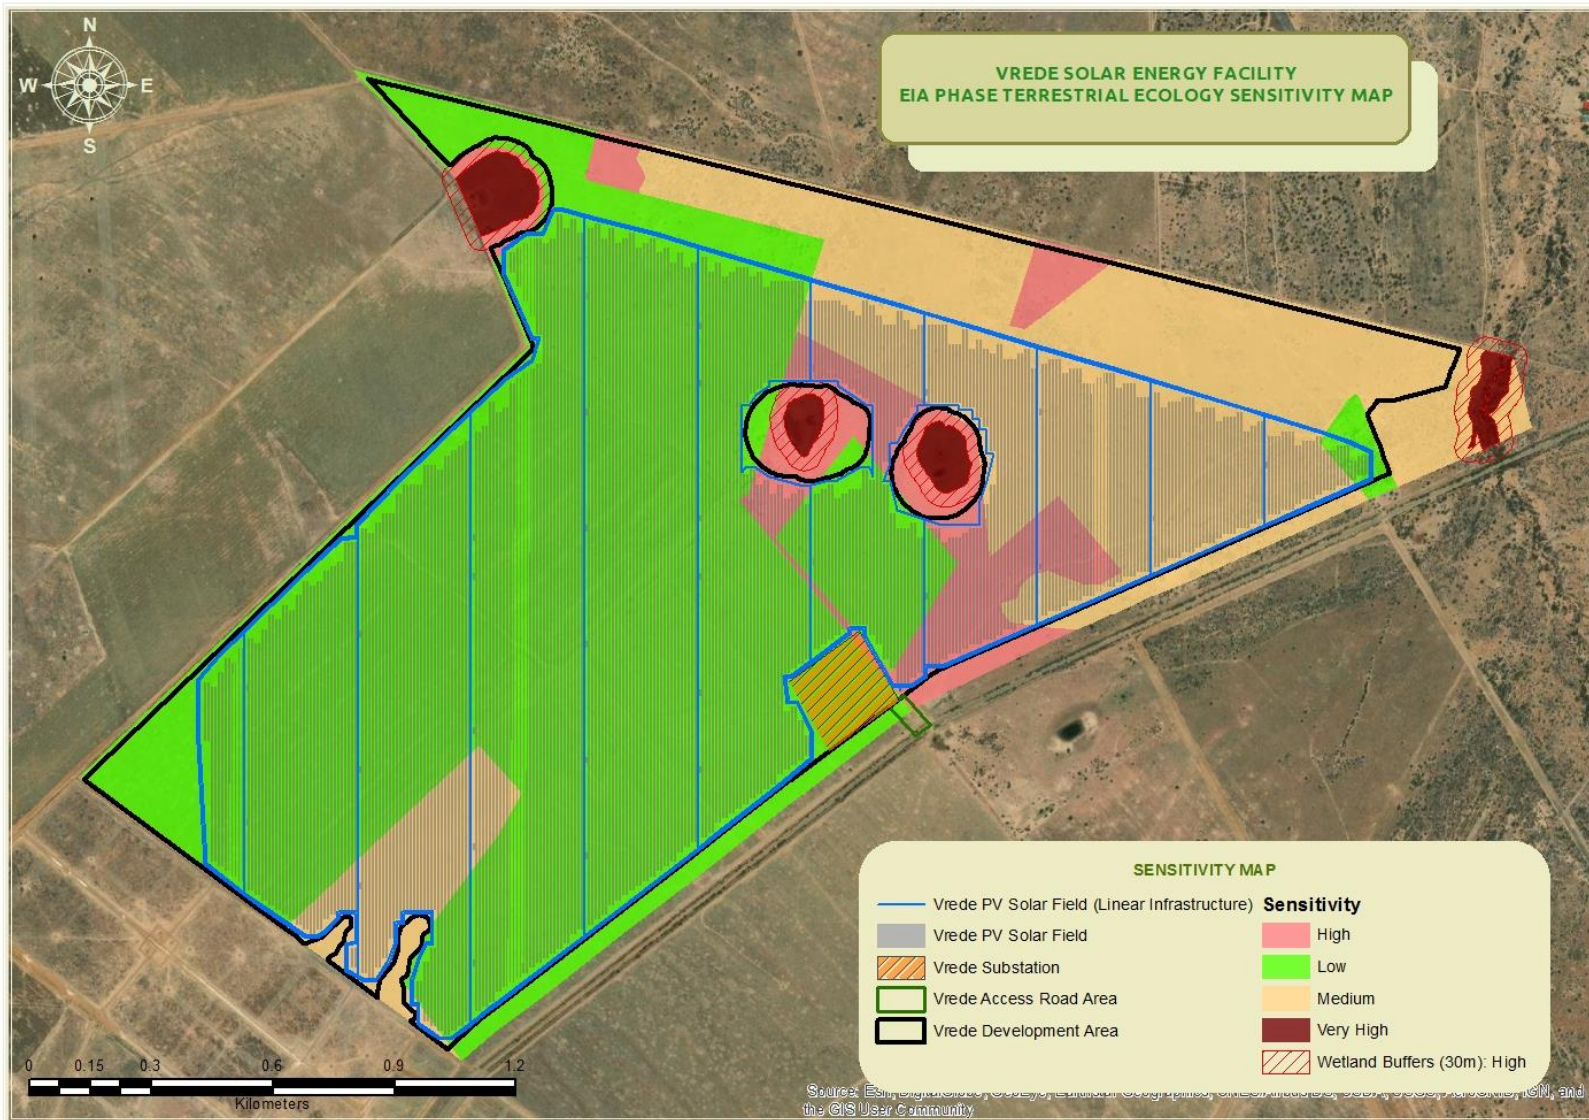 N
W
E
S
VREDE SOLAR ENERGY FACILITY
EIA PHASE TERRESTRIAL ECOLOGY SENSITIVITY MAP
SENSITIVITY MAP
Vrede PV Solar Field (Linear Infrastructure)
Vrede PV Solar Field
Vrede Substation
Vrede Access Road Area
Vrede Development Area
Sensitivity
High
Low
Medium
Very High
Wetland Buffers (30m): High
0 0.15 0.3 0.6 0.9 1.2
Kilometers
Source: Esri, and
the GIS User Community